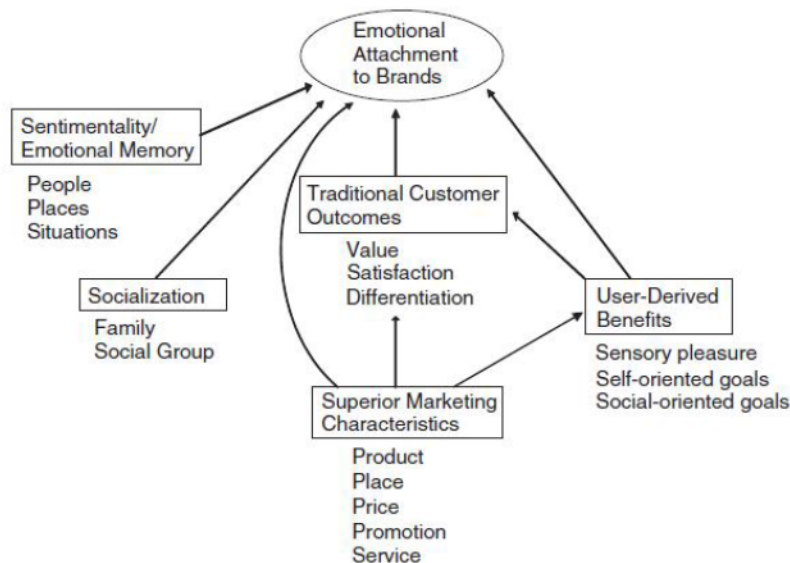 Emotional
Attachment
to Brands
Sentimentality/
Emotional Memory
People
Places
Situations
Traditional Customer
Outcomes
Value
Satisfaction
Differentiation
Socialization
Family
Social Group
User-Derived
Benefits
Sensory pleasure
Self-oriented goals
Social-oriented goals
Superior Marketing
Characteristics
Product
Place
Price
Promotion
Service